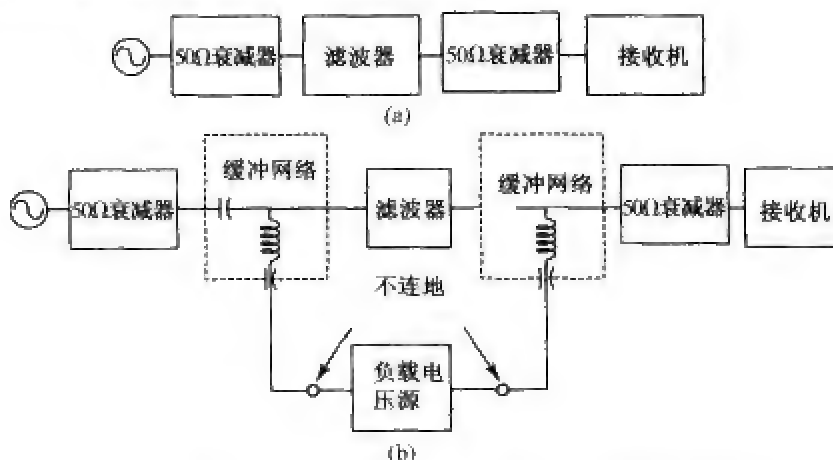 50Ω衰减器 滤波器 50Ω衰减器 接收机
(a)
缓冲网络 缓冲网络
50Ω衰减器 滤波器 50Ω衰减器 接收机
不连地
负载电
压源
(b)